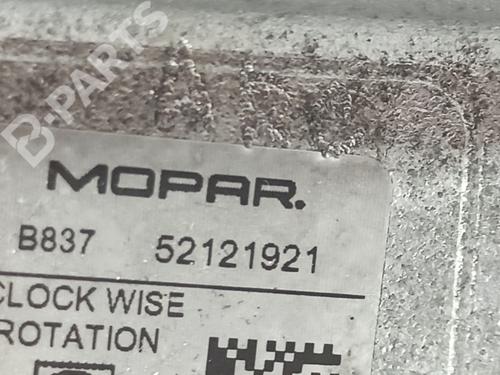 B-PARTS
MOPAR.
B837 52121921
CLOCK WISE
ROTATION